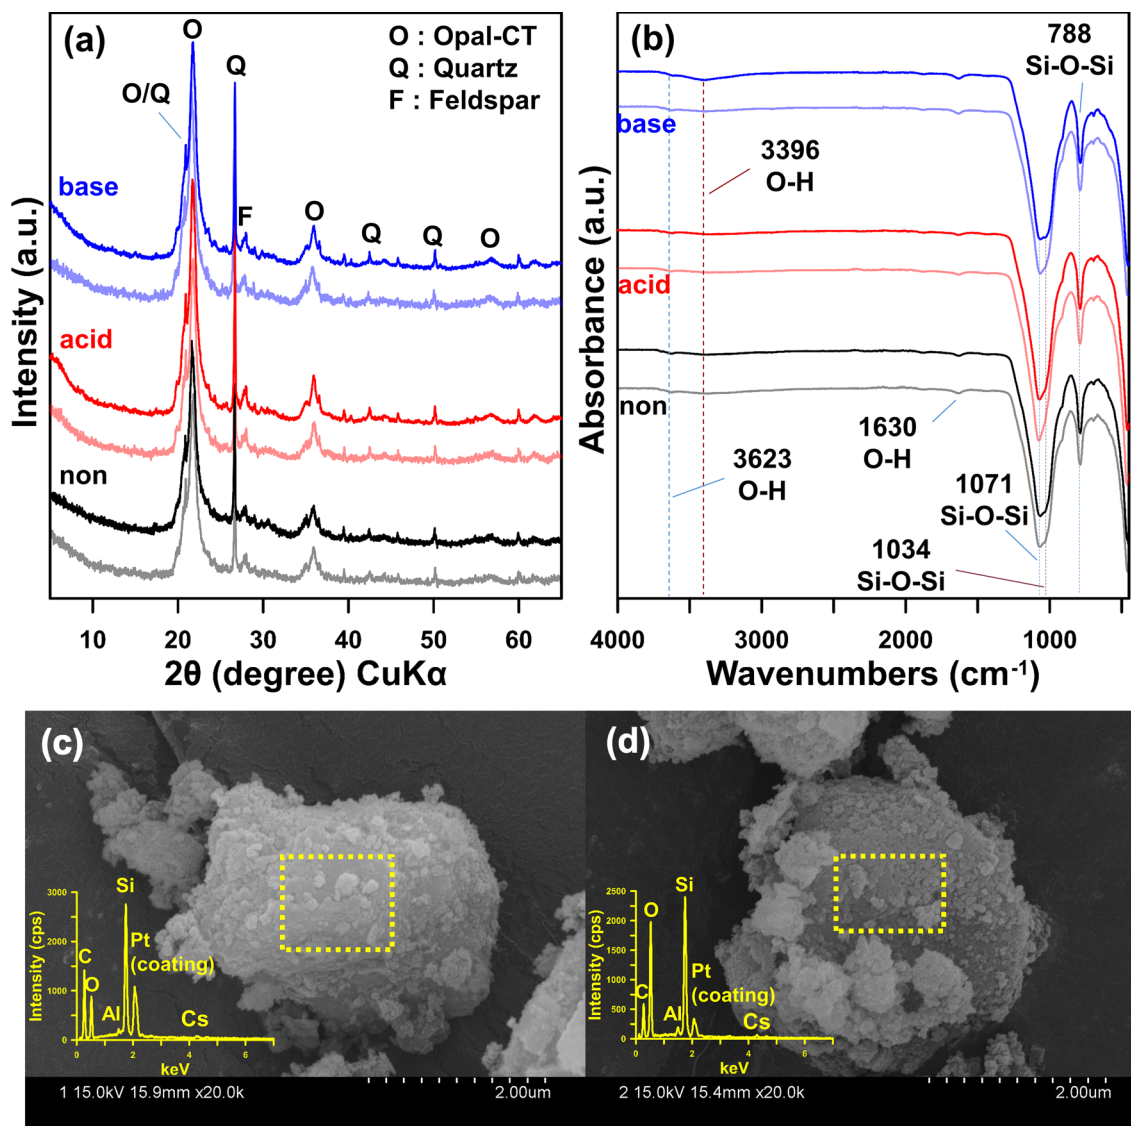 (a)
O
O : Opal-CT
Q : Quartz
F : Feldspar
Q
O/Q
base
F
O
Q
Q
O
acid
non
Intensity (a.u.)
10 20 30 40 50 60
2θ (degree) CuKα
(b)
788
Si-O-Si
base
3396
O-H
acid
non
1630
O-H
3623
O-H
1071
Si-O-Si
1034
Si-O-Si
Absorbance (a.u.)
4000 3000 2000 1000
Wavenumbers (cm⁻¹)
(c)
3000
2000
1000
0
Intensity (cps)
Si
C
O
Pt
(coating)
Al
Cs
0 2 4 6
keV
1 15.0kV 15.9mm x20.0k 2.00um
(d)
2500
2000
1500
1000
500
0
Intensity (cps)
Si
O
Pt
(coating)
C
Al
Cs
0 2 4 6
keV
2 15.0kV 15.4mm x20.0k 2.00um